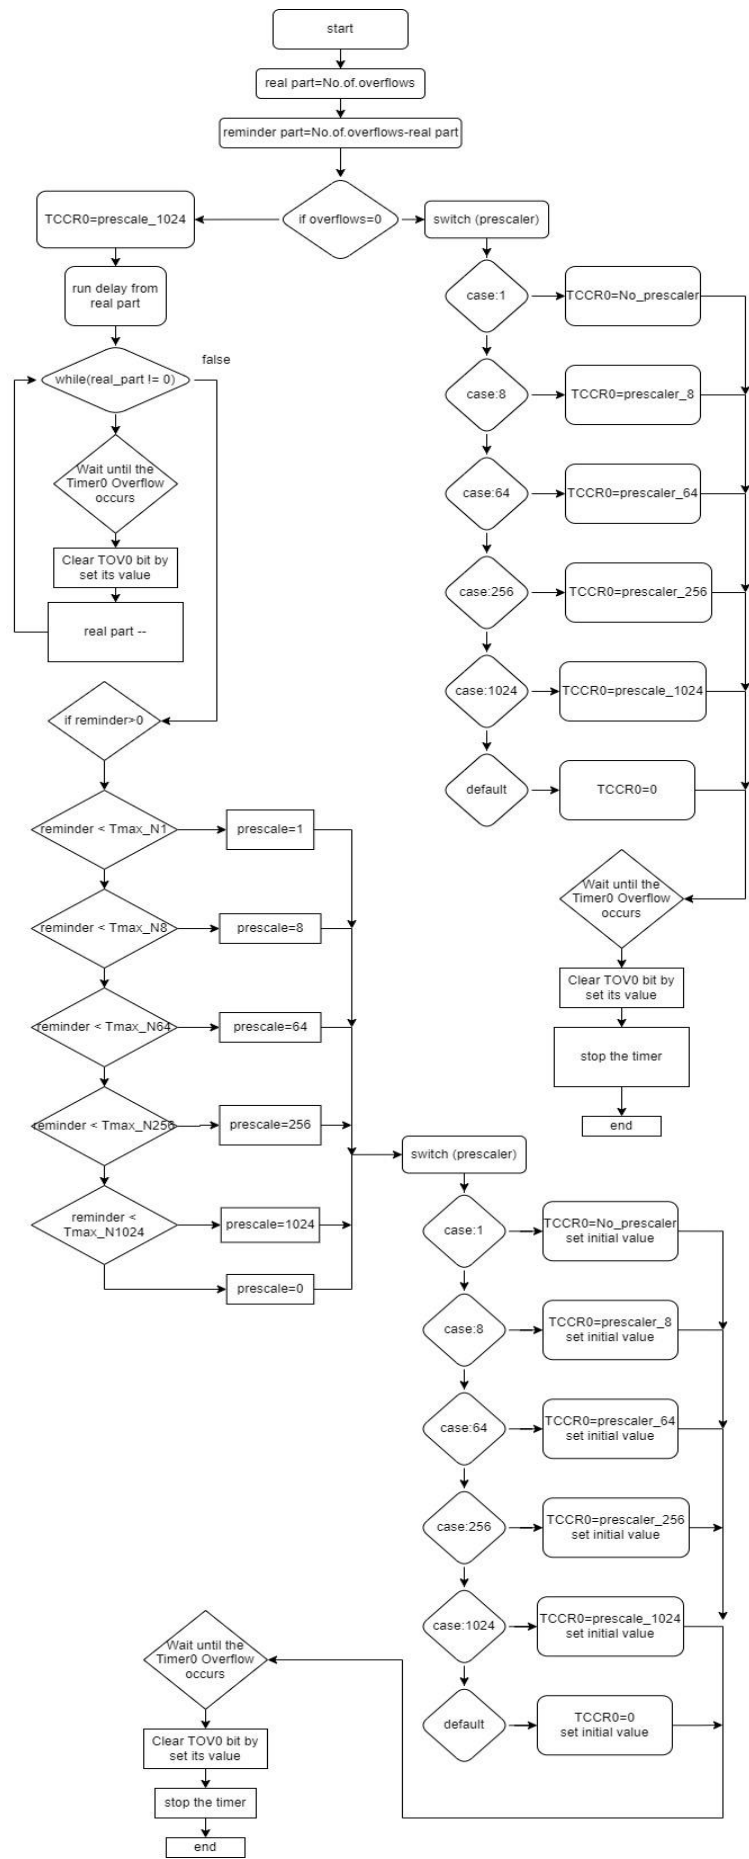 start
real part=No.of.overflows
reminder part=No.of.overflows-real part
if overflows=0
TCCR0=prescale_1024
run delay from
real part
while(real_part != 0)
false
Wait until the
Timer0 Overflow
occurs
Clear TOV0 bit by
set its value
real part --
if reminder>0
reminder < Tmax_N1
prescale=1
reminder < Tmax_N8
prescale=8
reminder < Tmax_N64
prescale=64
reminder < Tmax_N256
prescale=256
reminder <
Tmax_N1024
prescale=1024
prescale=0
switch (prescaler)
case:1
TCCR0=No_prescaler
case:8
TCCR0=prescaler_8
case:64
TCCR0=prescaler_64
case:256
TCCR0=prescaler_256
case:1024
TCCR0=prescale_1024
default
TCCR0=0
Wait until the
Timer0 Overflow
occurs
Clear TOV0 bit by
set its value
stop the timer
end
switch (prescaler)
case:1
TCCR0=No_prescaler
set initial value
case:8
TCCR0=prescaler_8
set initial value
case:64
TCCR0=prescaler_64
set initial value
case:256
TCCR0=prescaler_256
set initial value
case:1024
TCCR0=prescale_1024
set initial value
default
TCCR0=0
set initial value
Wait until the
Timer0 Overflow
occurs
Clear TOV0 bit by
set its value
stop the timer
end